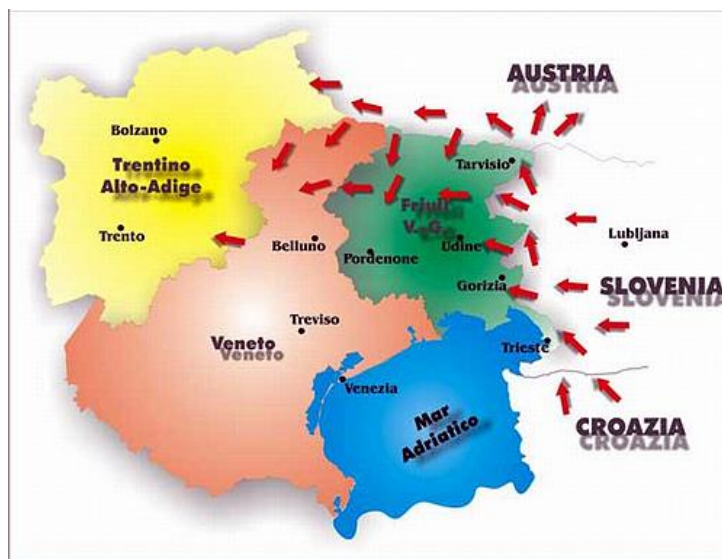 AUSTRIA
Bolzano
Tarvisio
Trentino
Alto-Adige
Friuli
V. G.
Trento
Belluno
Pordenone
Udine
Lubljana
Gorizia
SLOVENIA
Treviso
Veneto
Trieste
Venezia
Mar
Adriatico
CROAZIA